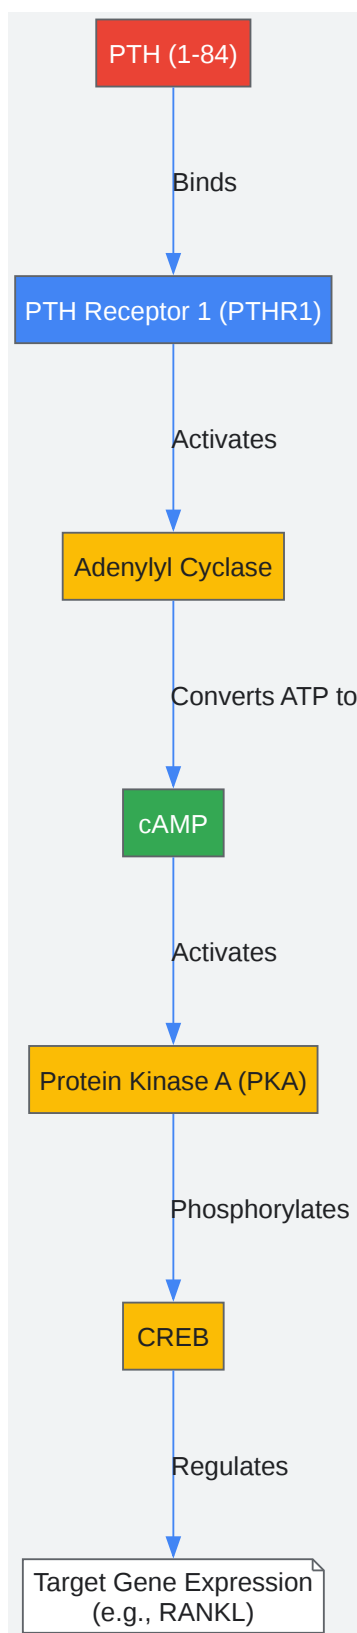 PTH (1-84)
Binds
PTH Receptor 1 (PTHR1)
Activates
Adenylyl Cyclase
Converts ATP to
cAMP
Activates
Protein Kinase A (PKA)
Phosphorylates
CREB
Regulates
Target Gene Expression
(e.g., RANKL)